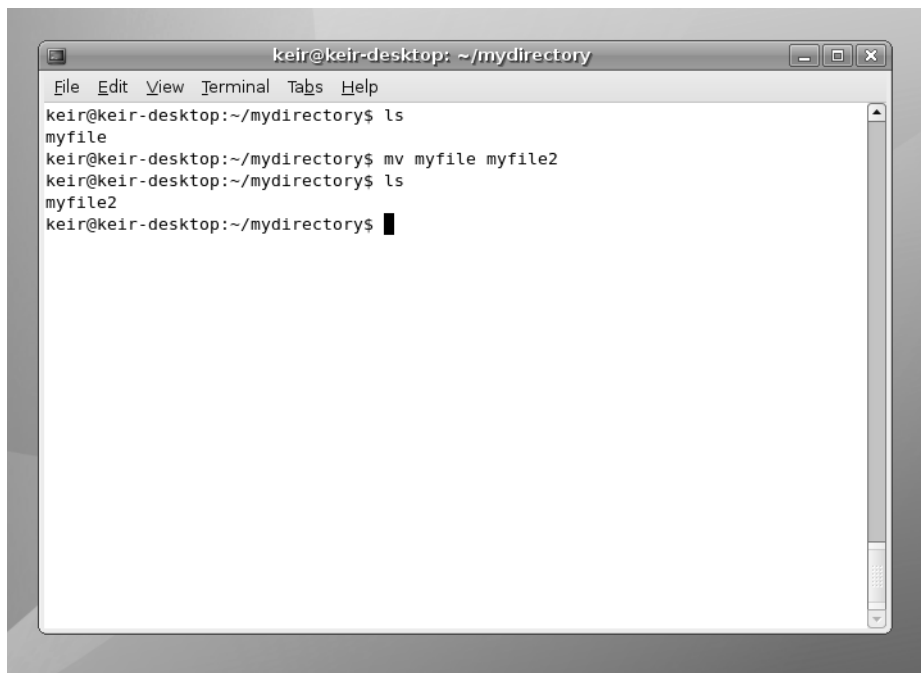 keir@keir-desktop: ~/mydirectory
File Edit View Terminal Tabs Help
keir@keir-desktop:~/mydirectory$ ls
myfile
keir@keir-desktop:~/mydirectory$ mv myfile myfile2
keir@keir-desktop:~/mydirectory$ ls
myfile2
keir@keir-desktop:~/mydirectory$